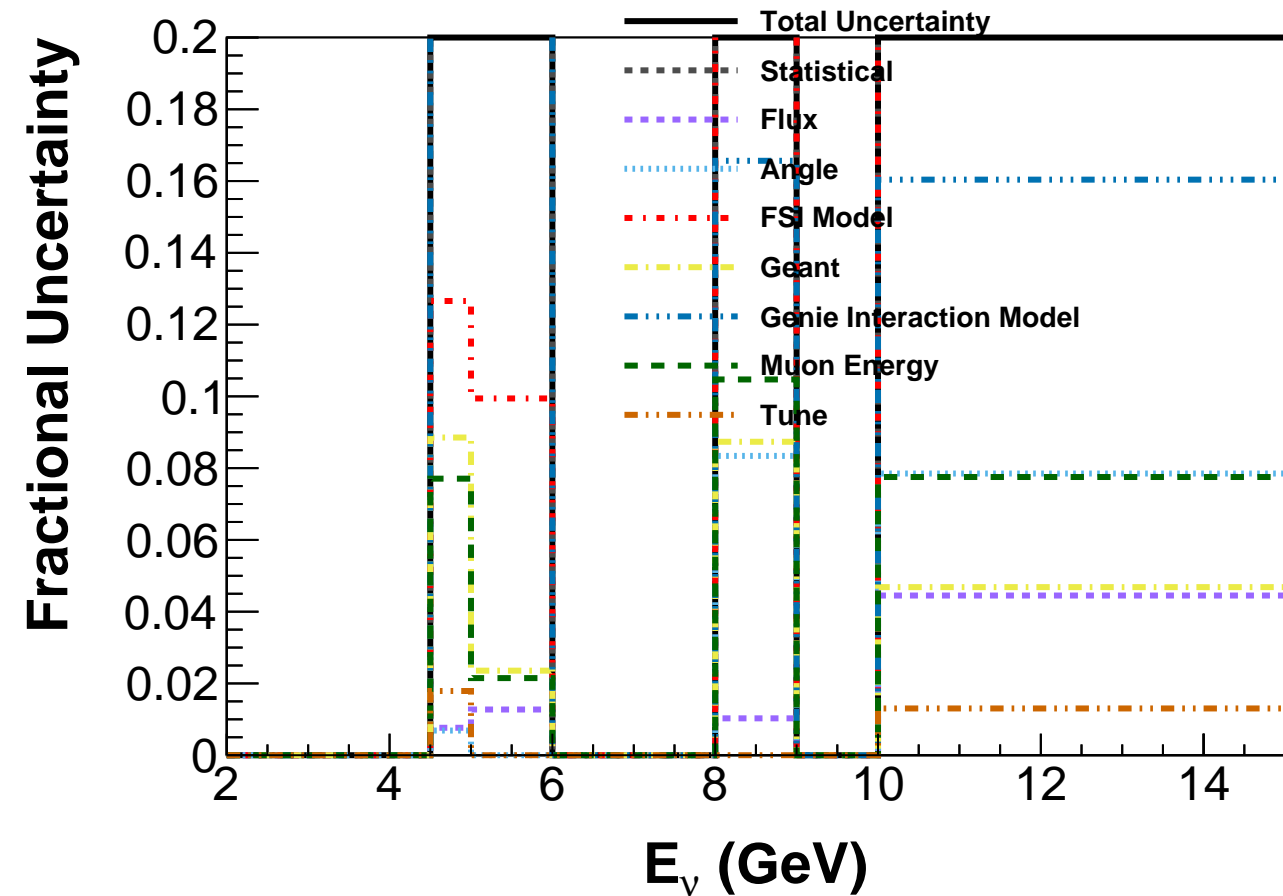 Total Uncertainty
Statistical
Flux
Angle
FSI Model
Geant
Genie Interaction Model
Muon Energy
Tune
Fractional Uncertainty
0.2
0.18
0.16
0.14
0.12
0.1
0.08
0.06
0.04
0.02
0
2 4 6 8 10 12 14
Eν (GeV)